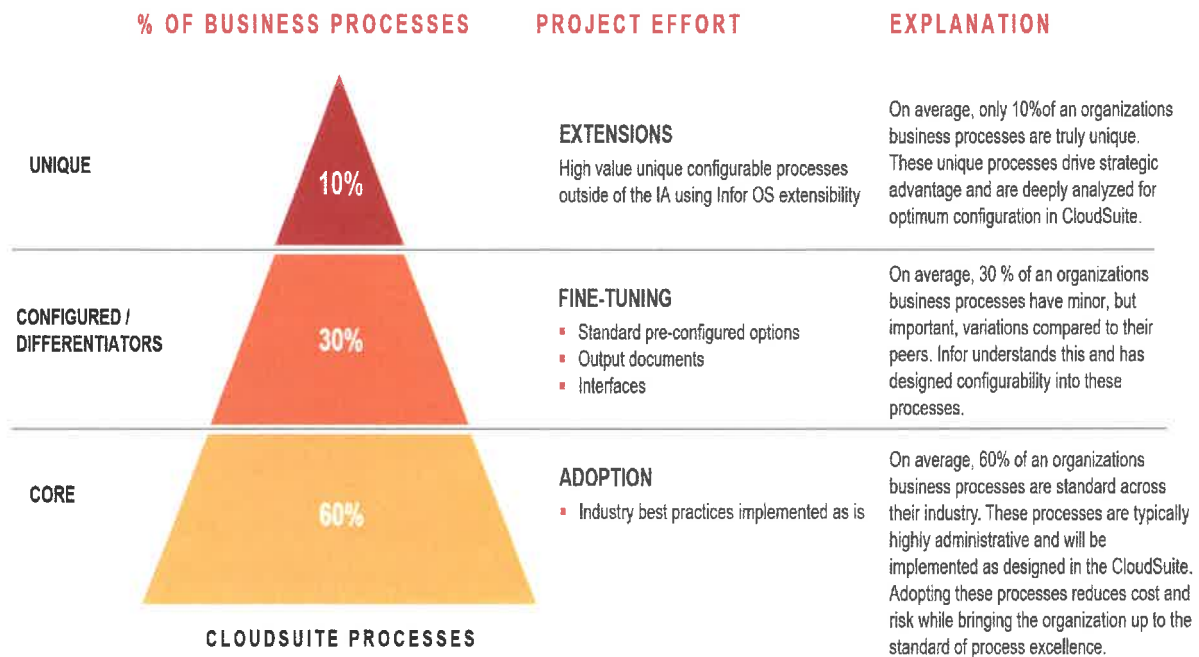 % OF BUSINESS PROCESSES
PROJECT EFFORT
EXPLANATION
UNIQUE
10%
EXTENSIONS
High value unique configurable processes
outside of the IA using Infor OS extensibility
On average, only 10%of an organizations
business processes are truly unique.
These unique processes drive strategic
advantage and are deeply analyzed for
optimum configuration in CloudSuite.
CONFIGURED /
DIFFERENTIATORS
30%
FINE-TUNING
▪ Standard pre-configured options
▪ Output documents
▪ Interfaces
On average, 30 % of an organizations
business processes have minor, but
important, variations compared to their
peers. Infor understands this and has
designed configurability into these
processes.
CORE
60%
ADOPTION
▪ Industry best practices implemented as is
On average, 60% of an organizations
business processes are standard across
their industry. These processes are typically
highly administrative and will be
implemented as designed in the CloudSuite.
Adopting these processes reduces cost and
risk while bringing the organization up to the
standard of process excellence.
CLOUDSUITE PROCESSES